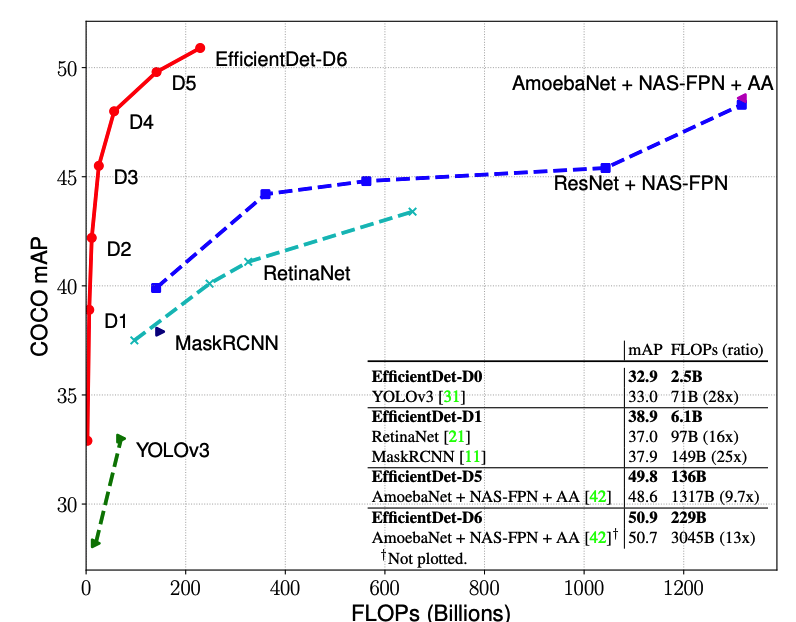 50
45
40
35
30
COCO mAP
0
200
400
600
800
1000
1200
FLOPs (Billions)
EfficientDet-D6
D5
D4
D3
D2
D1
AmoebaNet + NAS-FPN + AA
ResNet + NAS-FPN
RetinaNet
MaskRCNN
YOLOv3
mAP FLOPs (ratio)
EfficientDet-D0 32.9 2.5B
YOLOv3 [31] 33.0 71B (28x)
EfficientDet-D1 38.9 6.1B
RetinaNet [21] 37.0 97B (16x)
MaskRCNN [11] 37.9 149B (25x)
EfficientDet-D5 49.8 136B
AmoebaNet + NAS-FPN + AA [42] 48.6 1317B (9.7x)
EfficientDet-D6 50.9 229B
AmoebaNet + NAS-FPN + AA [42]† 50.7 3045B (13x)
†Not plotted.